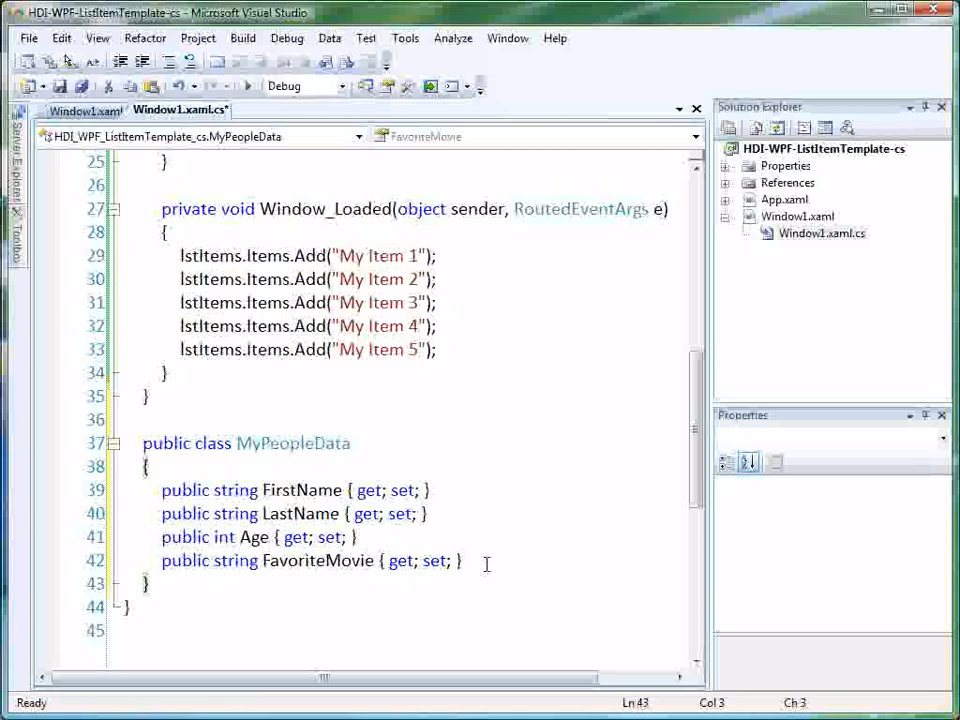 HDI-WPF-ListItemTemplate-cs - Microsoft Visual Studio
File Edit View Refactor Project Build Debug Data Test Tools Analyze Window Help
Debug
Window1.xaml Window1.xaml.cs*
HDI_WPF_ListItemTemplate_cs.MyPeopleData FavoriteMovie
Server Explorer
Toolbox
25 }
26
27 private void Window_Loaded(object sender, RoutedEventArgs e)
28 {
29 lstItems.Items.Add("My Item 1");
30 lstItems.Items.Add("My Item 2");
31 lstItems.Items.Add("My Item 3");
32 lstItems.Items.Add("My Item 4");
33 lstItems.Items.Add("My Item 5");
34 }
35 }
36
37 public class MyPeopleData
38 {
39 public string FirstName { get; set; }
40 public string LastName { get; set; }
41 public int Age { get; set; }
42 public string FavoriteMovie { get; set; }
43 }
44 }
45
Solution Explorer
HDI-WPF-ListItemTemplate-cs
Properties
References
App.xaml
Window1.xaml
Window1.xaml.cs
Properties
Ready Ln 43 Col 3 Ch 3